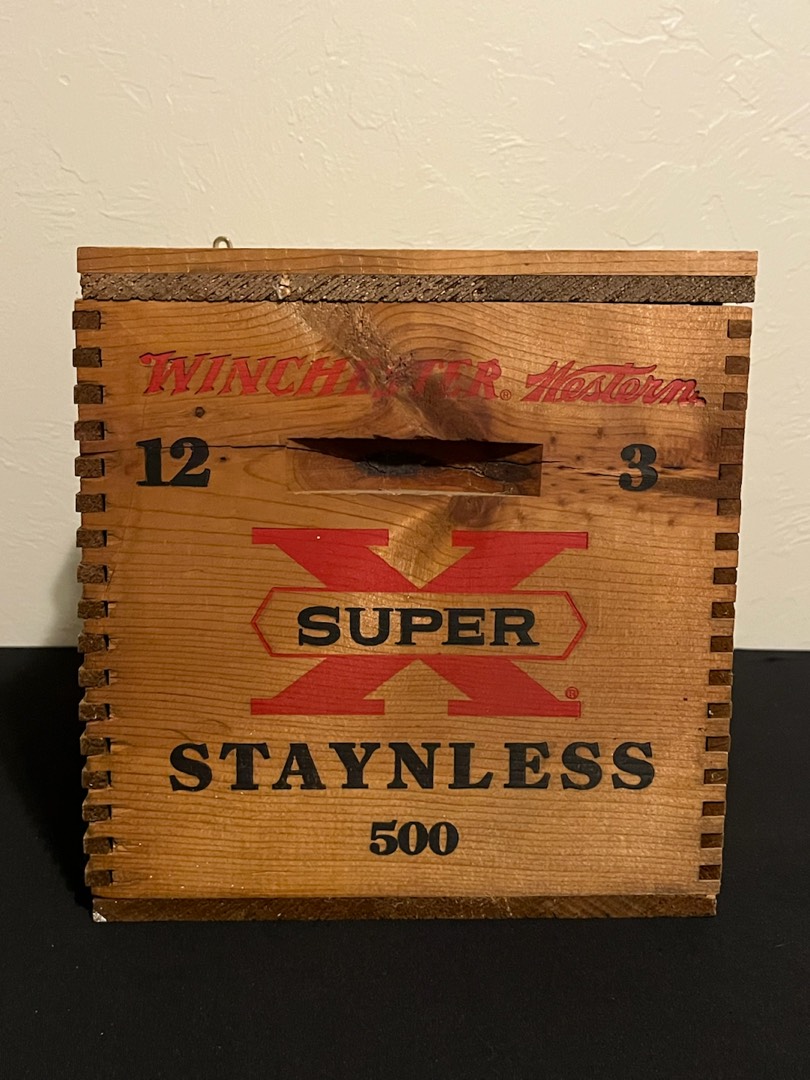 WINCHESTER® Western®
12 3
X
SUPER
®
STAYNLESS
500